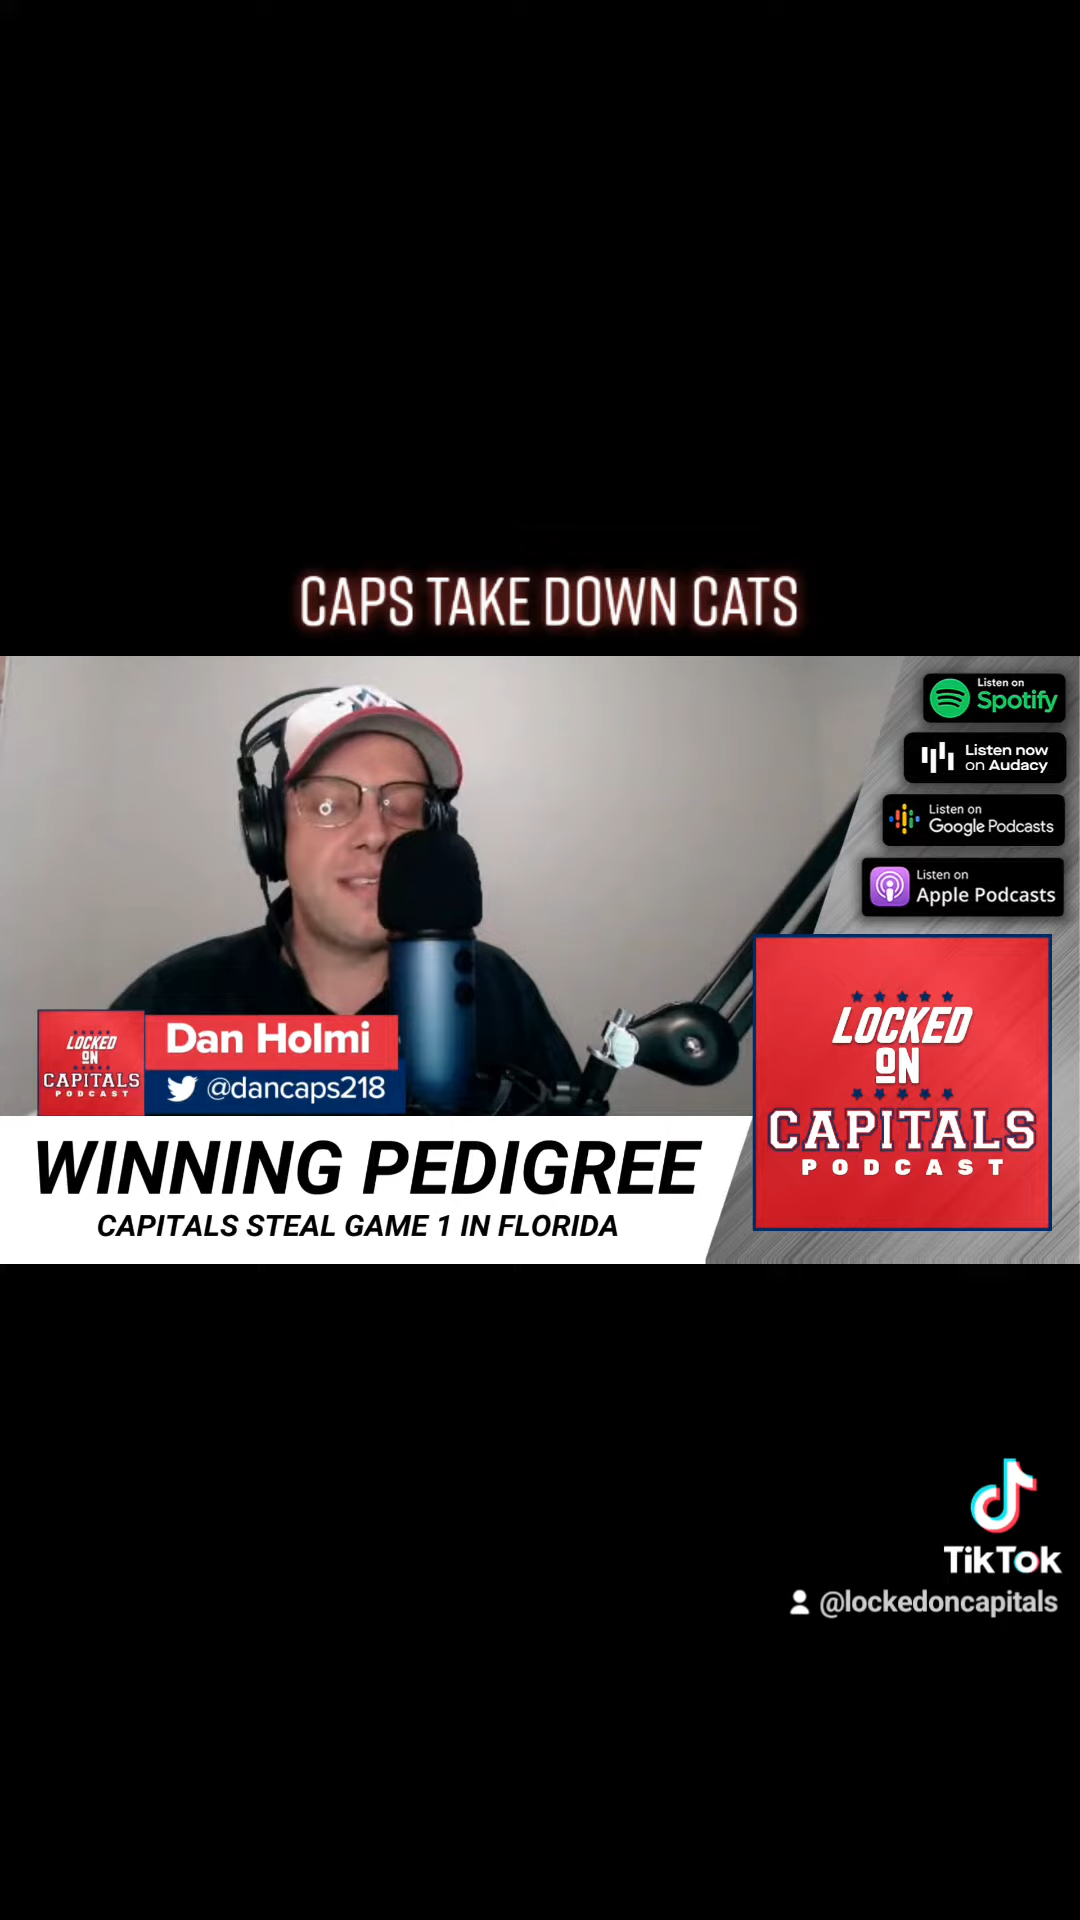 CAPS TAKE DOWN CATS
Listen on
Spotify
Listen now
on Audacy
Listen on
Google Podcasts
Listen on
Apple Podcasts
LOCKED
ON
CAPITALS
PODCAST
Dan Holmi
@dancaps218
LOCKED
ON
CAPITALS
PODCAST
WINNING PEDIGREE
CAPITALS STEAL GAME 1 IN FLORIDA
TikTok
@lockedoncapitals